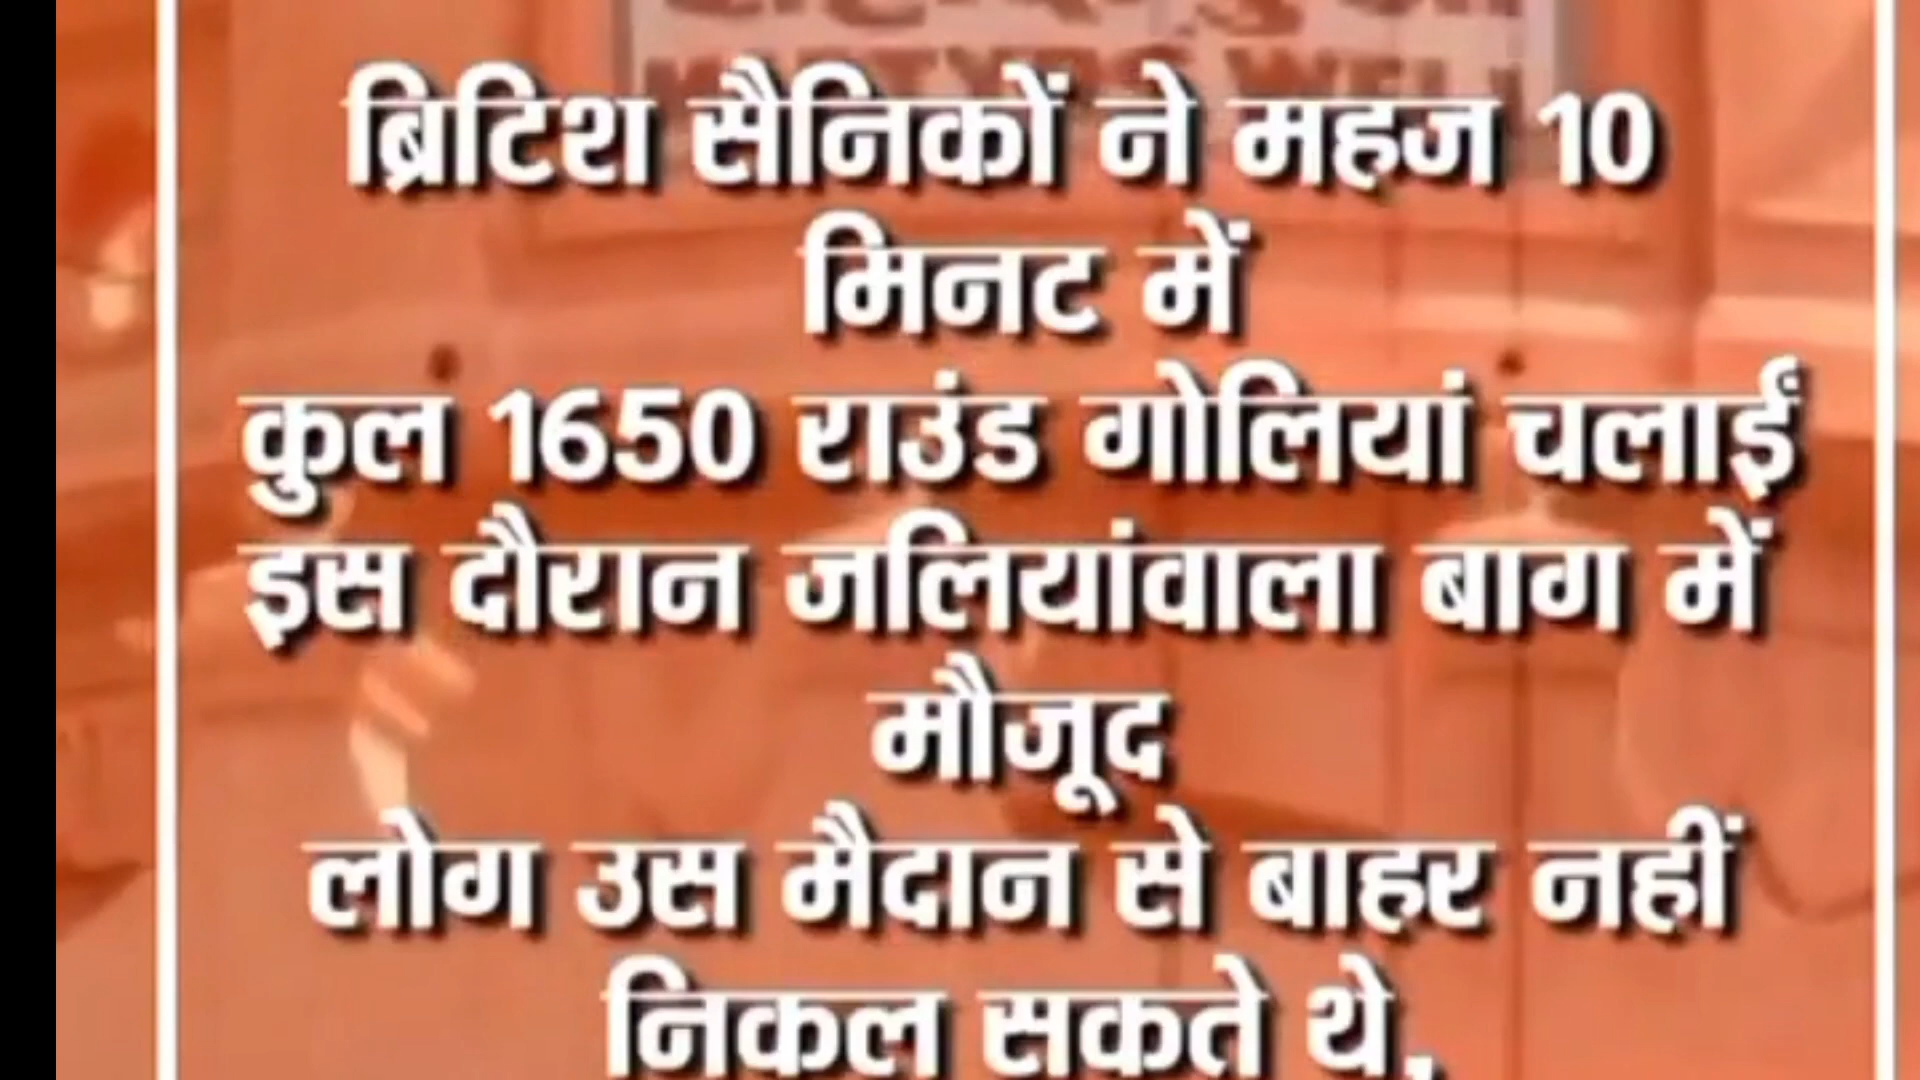 ब्रिटिश सैनिकों ने महज 10
मिनट में
कुल 1650 राउंड गोलियां चलाईं
इस दौरान जलियांवाला बाग में
मौजूद
लोग उस मैदान से बाहर नहीं
निकल सकते थे,